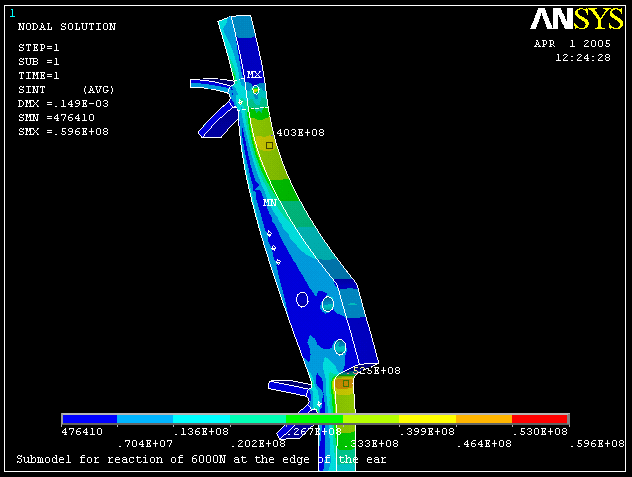 1
NODAL SOLUTION
STEP=1
SUB =1
TIME=1
SINT (AVG)
DMX =.149E-03
SMN =476410
SMX =.596E+08
ANSYS
APR 1 2005
12:24:28
MX
403E+08
MN
.525E+08
476410 .136E+08 .267E+08 .399E+08 .530E+08
.704E+07 .202E+08 .333E+08 .464E+08 .596E+08
Submodel for reaction of 6000N at the edge of the ear